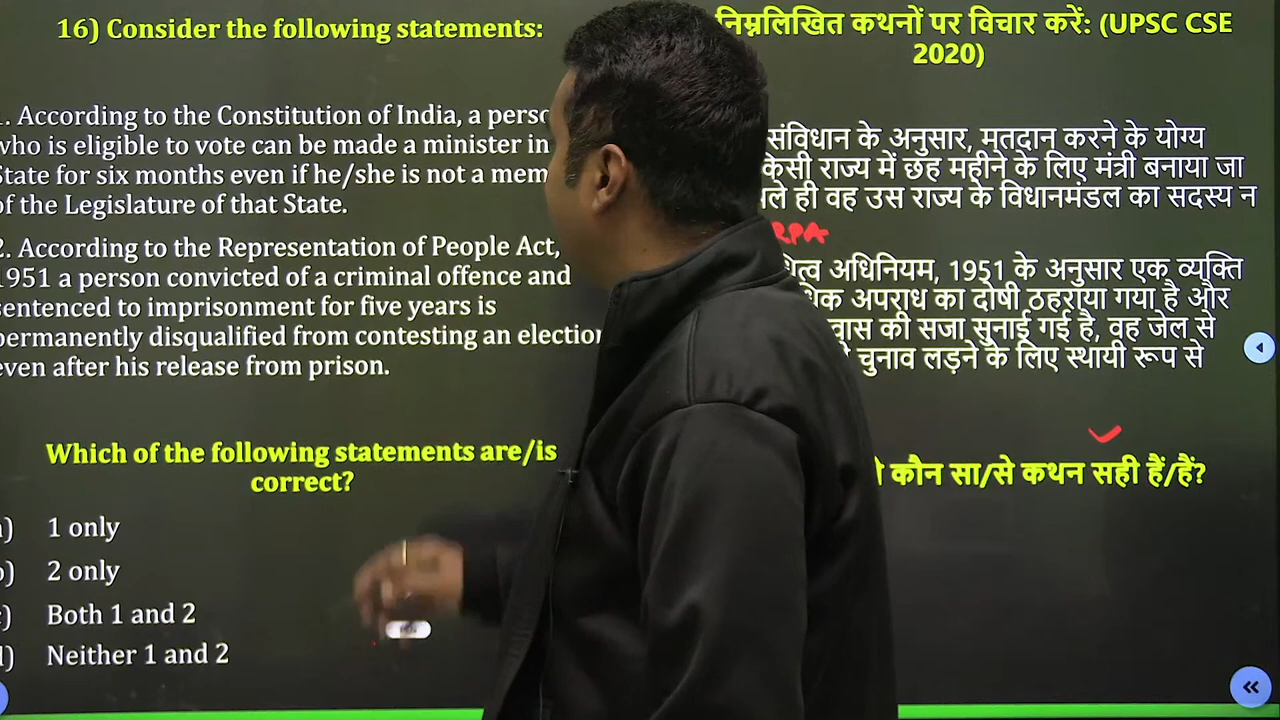 16) Consider the following statements:
. According to the Constitution of India, a
who is eligible to vote can be made a minister in
State for six months even if he/she is not a
of the Legislature of that State.
2. According to the Representation of People Act,
1951 a person convicted of a criminal offence and
sentenced to imprisonment for five years is
permanently disqualified from contesting an
even after his release from prison.
Which of the following statements are/is
correct?
1 only
2 only
Both 1 and 2
Neither 1 and 2
निम्नलिखित कथनों पर विचार करें: (UPSC CSE
2020)
संविधान के अनुसार, मतदान करने के योग्य
किसी राज्य में छह महीने के लिए मंत्री बनाया जा
ही वह उस राज्य के विधानमंडल का सदस्य न
RPA
अधिनियम, 1951 के अनुसार एक व्यक्ति
अपराध का दोषी ठहराया गया है और
की सजा सुनाई गई है, वह जेल से
चुनाव लड़ने के लिए स्थायी रूप से
कौन सा/से कथन सही हैं/हैं?